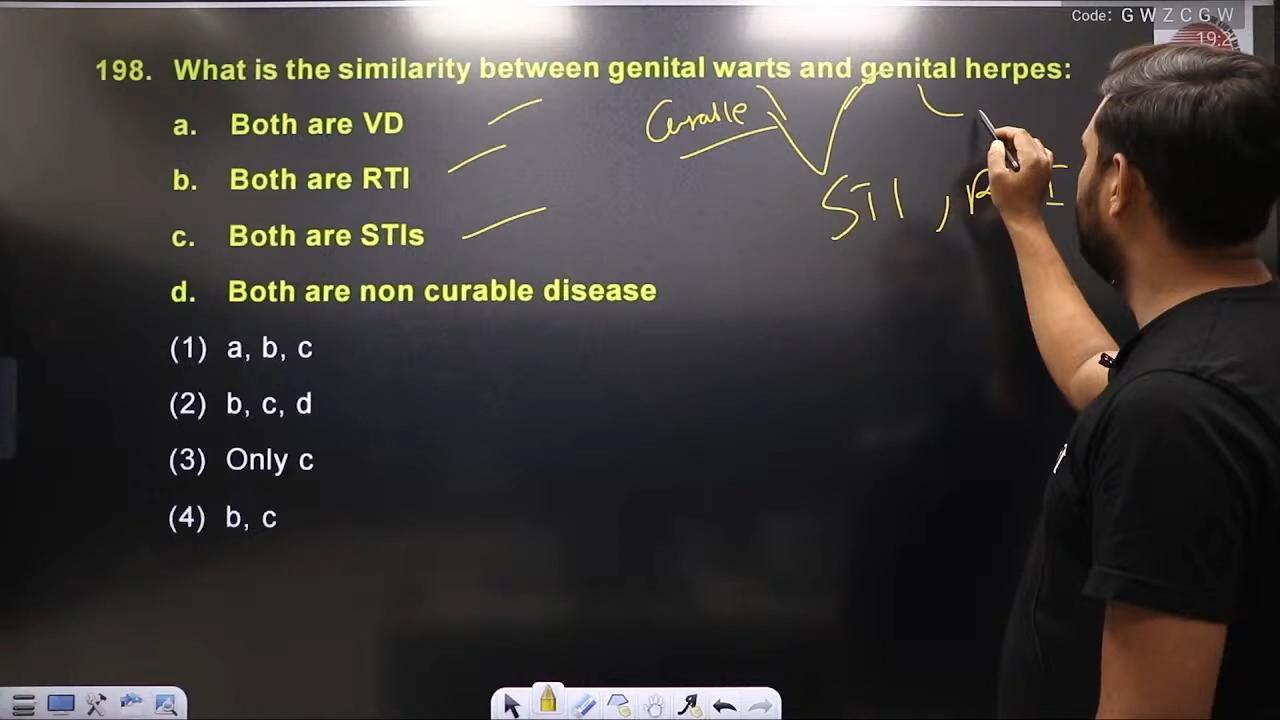 Code: G W Z C G W
198. What is the similarity between genital warts and genital herpes:
a. Both are VD
Curable
b. Both are RTI
STI,
c. Both are STIs
d. Both are non curable disease
(1) a, b, c
(2) b, c, d
(3) Only c
(4) b, c